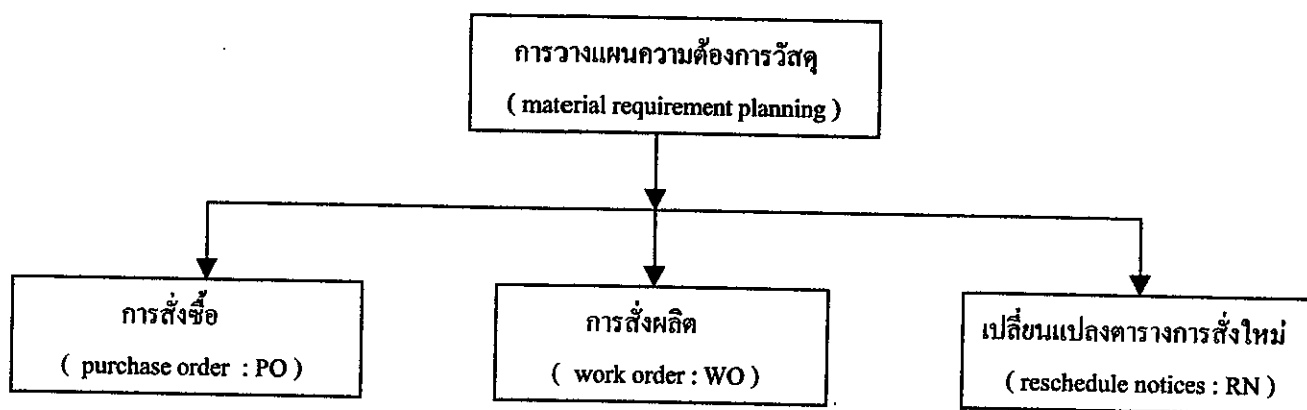 การวางแผนความต้องการวัสดุ
( material requirement planning )
การสั่งซื้อ
( purchase order : PO )
การสั่งผลิต
( work order : WO )
เปลี่ยนแปลงตารางการสั่งใหม่
( reschedule notices : RN )